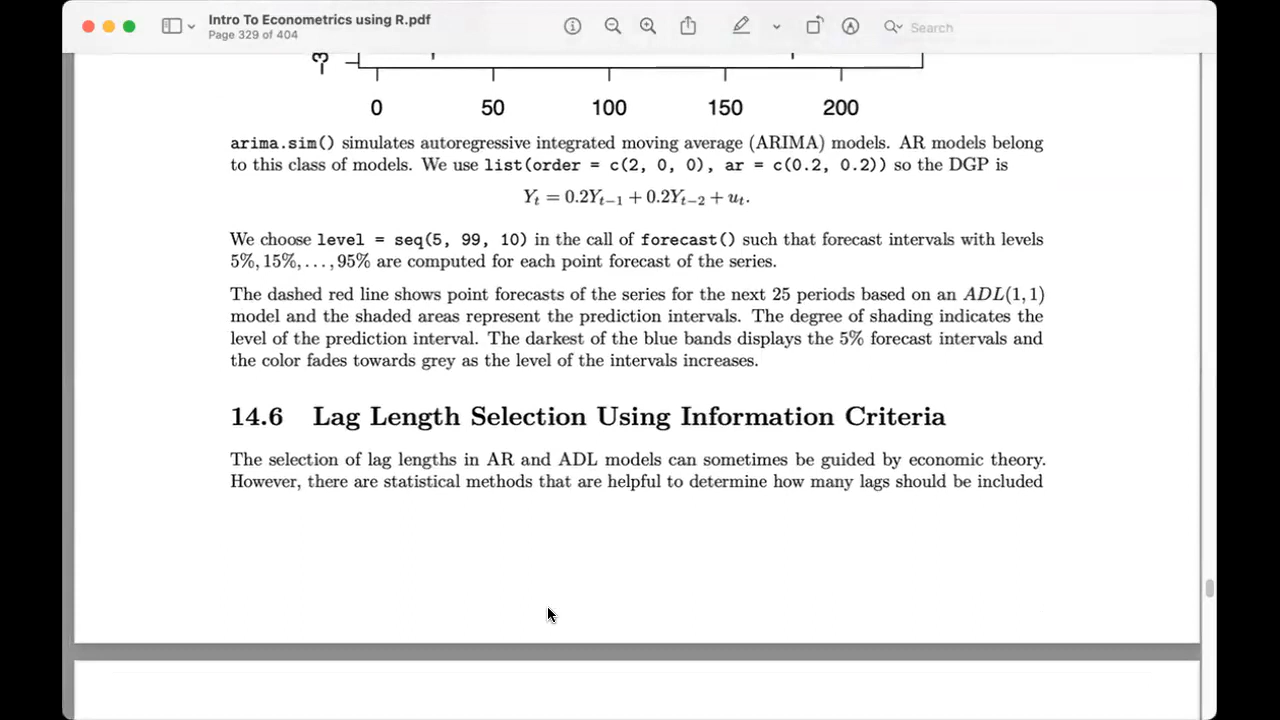 Intro To Econometrics using R.pdf
Page 329 of 404
Search
-3
0 50 100 150 200
arima.sim() simulates autoregressive integrated moving average (ARIMA) models. AR models belong
to this class of models. We use list(order = c(2, 0, 0), ar = c(0.2, 0.2)) so the DGP is
Yₜ = 0.2Yₜ₋₁ + 0.2Yₜ₋₂ + uₜ.
We choose level = seq(5, 99, 10) in the call of forecast() such that forecast intervals with levels
5%, 15%, . . . , 95% are computed for each point forecast of the series.
The dashed red line shows point forecasts of the series for the next 25 periods based on an ADL(1, 1)
model and the shaded areas represent the prediction intervals. The degree of shading indicates the
level of the prediction interval. The darkest of the blue bands displays the 5% forecast intervals and
the color fades towards grey as the level of the intervals increases.
14.6 Lag Length Selection Using Information Criteria
The selection of lag lengths in AR and ADL models can sometimes be guided by economic theory.
However, there are statistical methods that are helpful to determine how many lags should be included